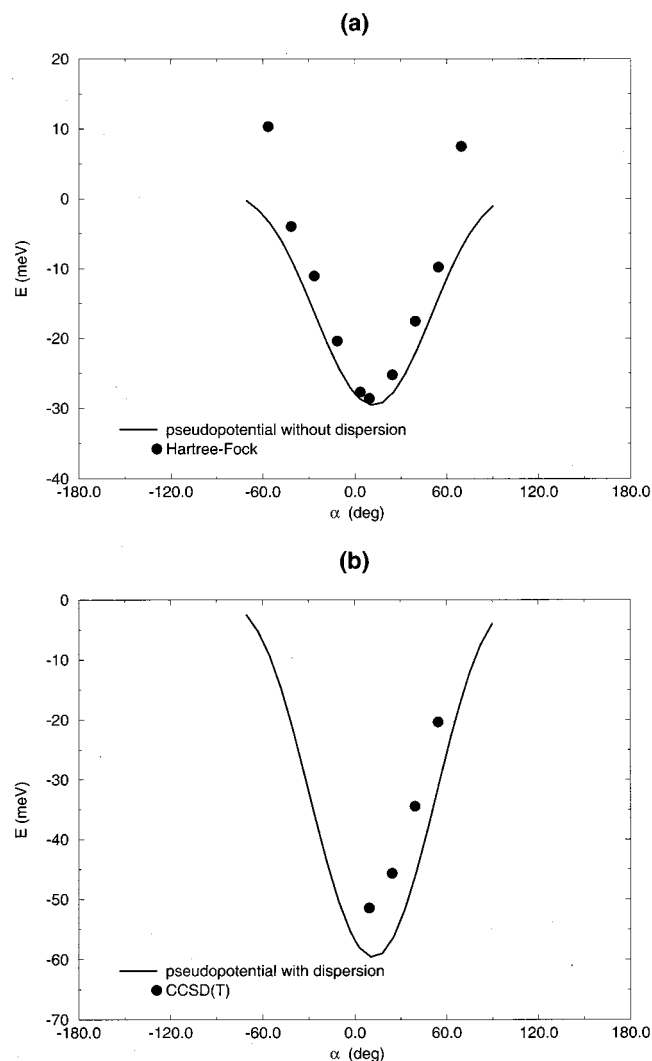 (a)
20
10
0
-10
-20
-30
-40
E (meV)
pseudopotential without dispersion
Hartree-Fock
-180.0 -120.0 -60.0 0.0 60.0 120.0 180.0
α (deg)
(b)
0
-10
-20
-30
-40
-50
-60
-70
E (meV)
pseudopotential with dispersion
CCSD(T)
-180.0 -120.0 -60.0 0.0 60.0 120.0 180.0
α (deg)